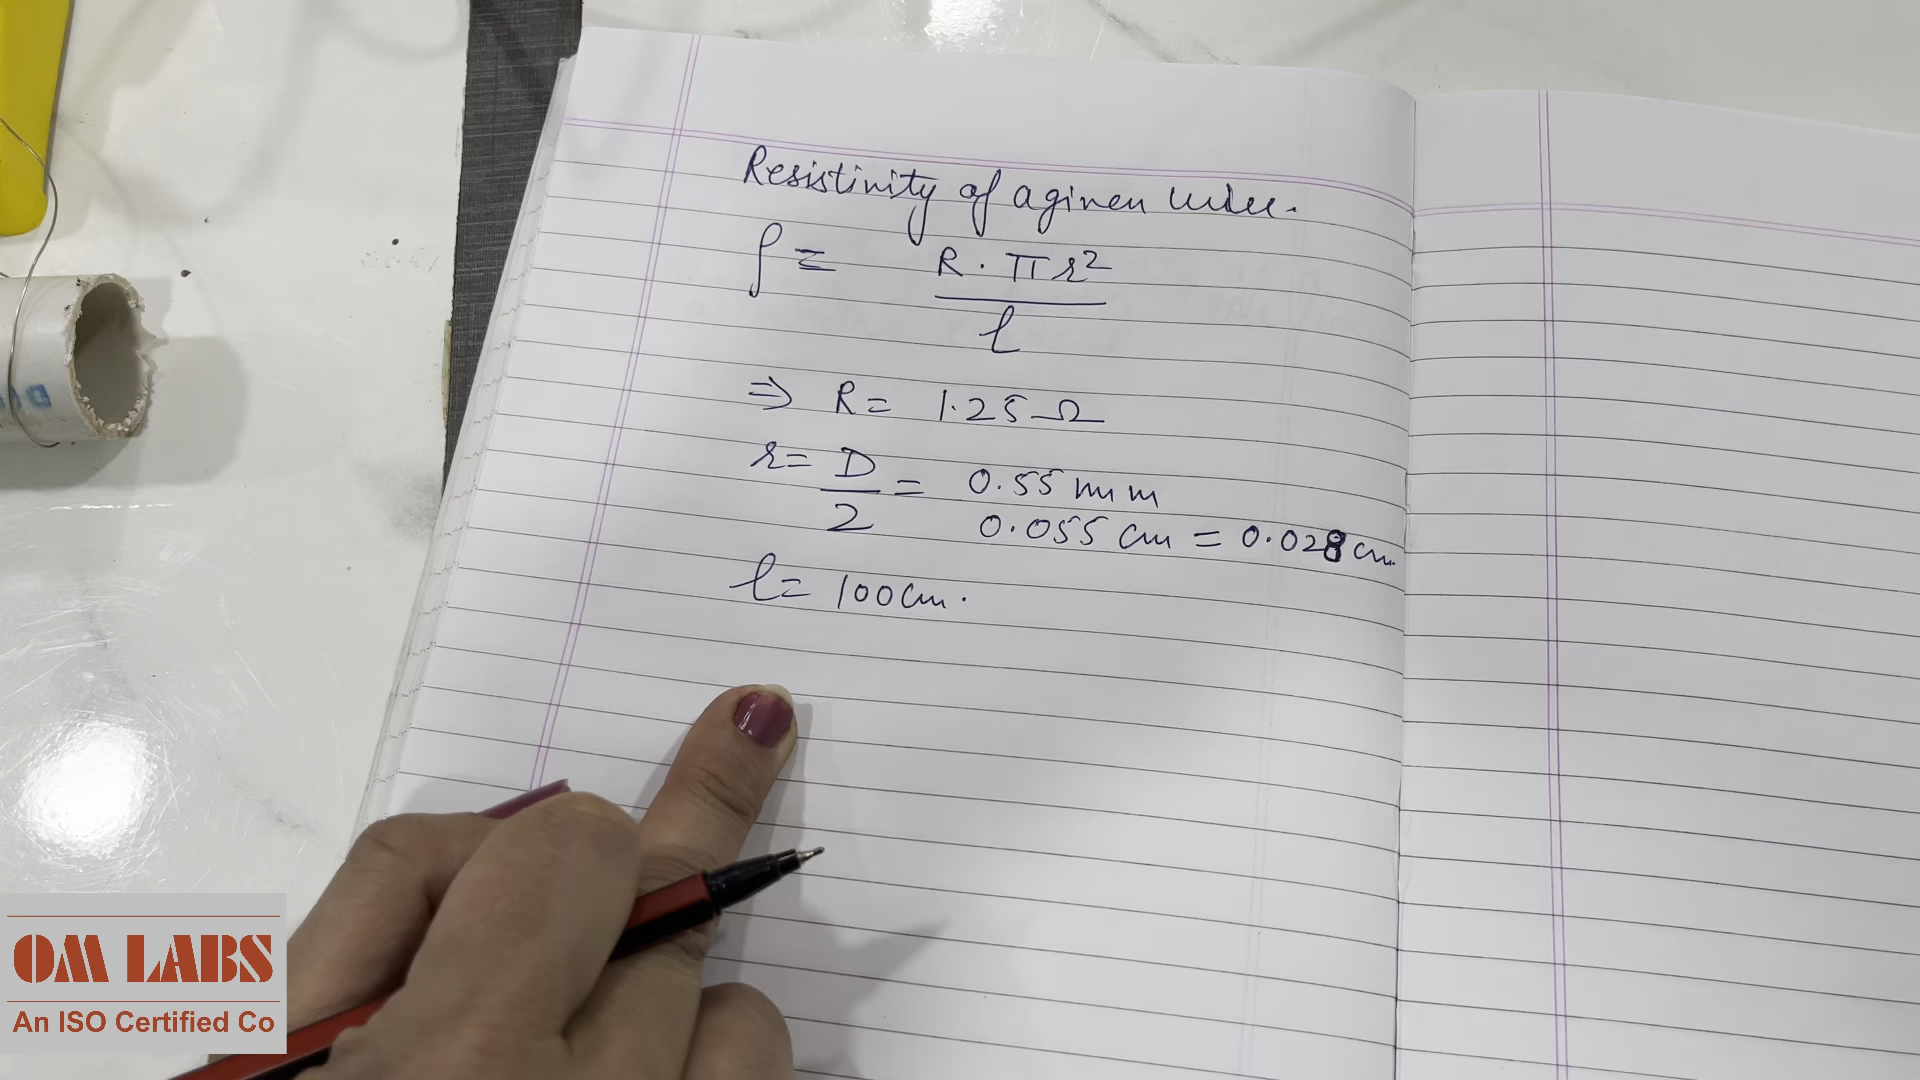 Resistivity of a given wire.
ρ = R · πr²
l
⇒ R = 1.25 Ω
r = D = 0.55 mm
2 0.055 cm = 0.028 cm.
l = 100 cm.
OM LABS
An ISO Certified Co